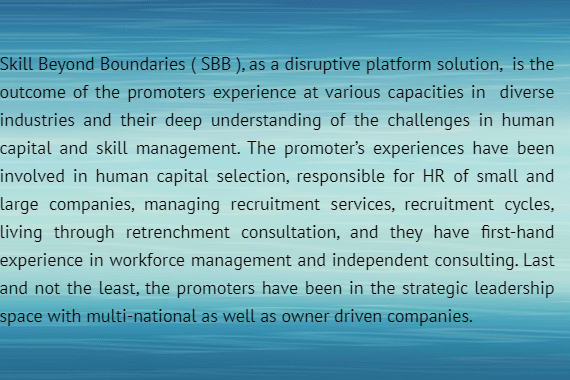 Skill Beyond Boundaries ( SBB ), as a disruptive platform solution, is the
outcome of the promoters experience at various capacities in diverse
industries and their deep understanding of the challenges in human
capital and skill management. The promoter's experiences have been
involved in human capital selection, responsible for HR of small and
large companies, managing recruitment services, recruitment cycles,
living through retrenchment consultation, and they have first-hand
experience in workforce management and independent consulting. Last
and not the least, the promoters have been in the strategic leadership
space with multi-national as well as owner driven companies.